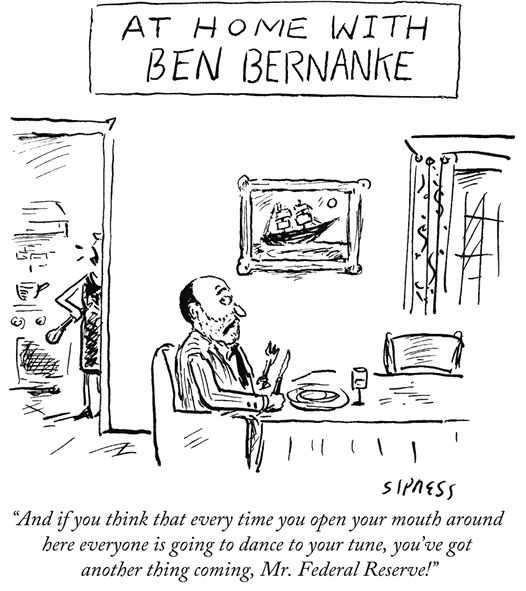 AT HOME WITH
BEN BERNANKE
SIPRESS
“And if you think that every time you open your mouth around
here everyone is going to dance to your tune, you’ve got
another thing coming, Mr. Federal Reserve!”